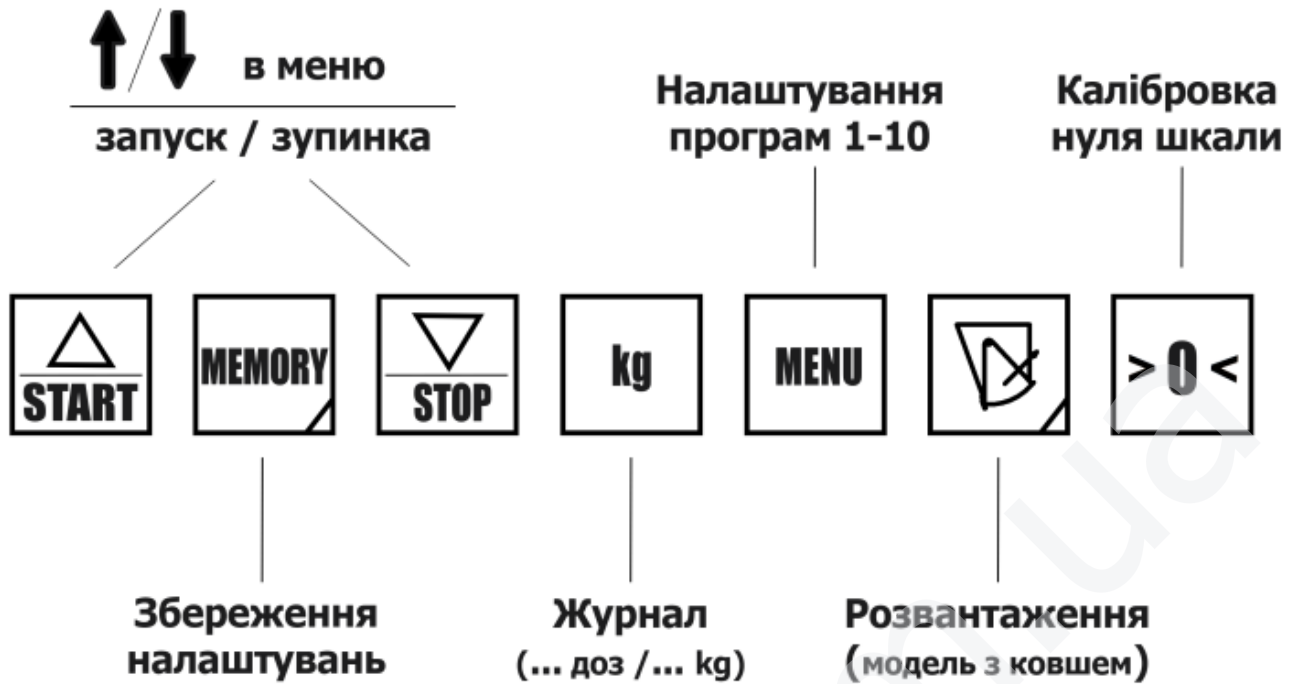 в меню
запуск / зупинка
Налаштування
програм 1-10
Калібровка
нуля шкали
START
MEMORY
STOP
kg
MENU
> 0 <
Збереження
налаштувань
Журнал
(... доз /... kg)
Розвантаження
(модель з ковшем)